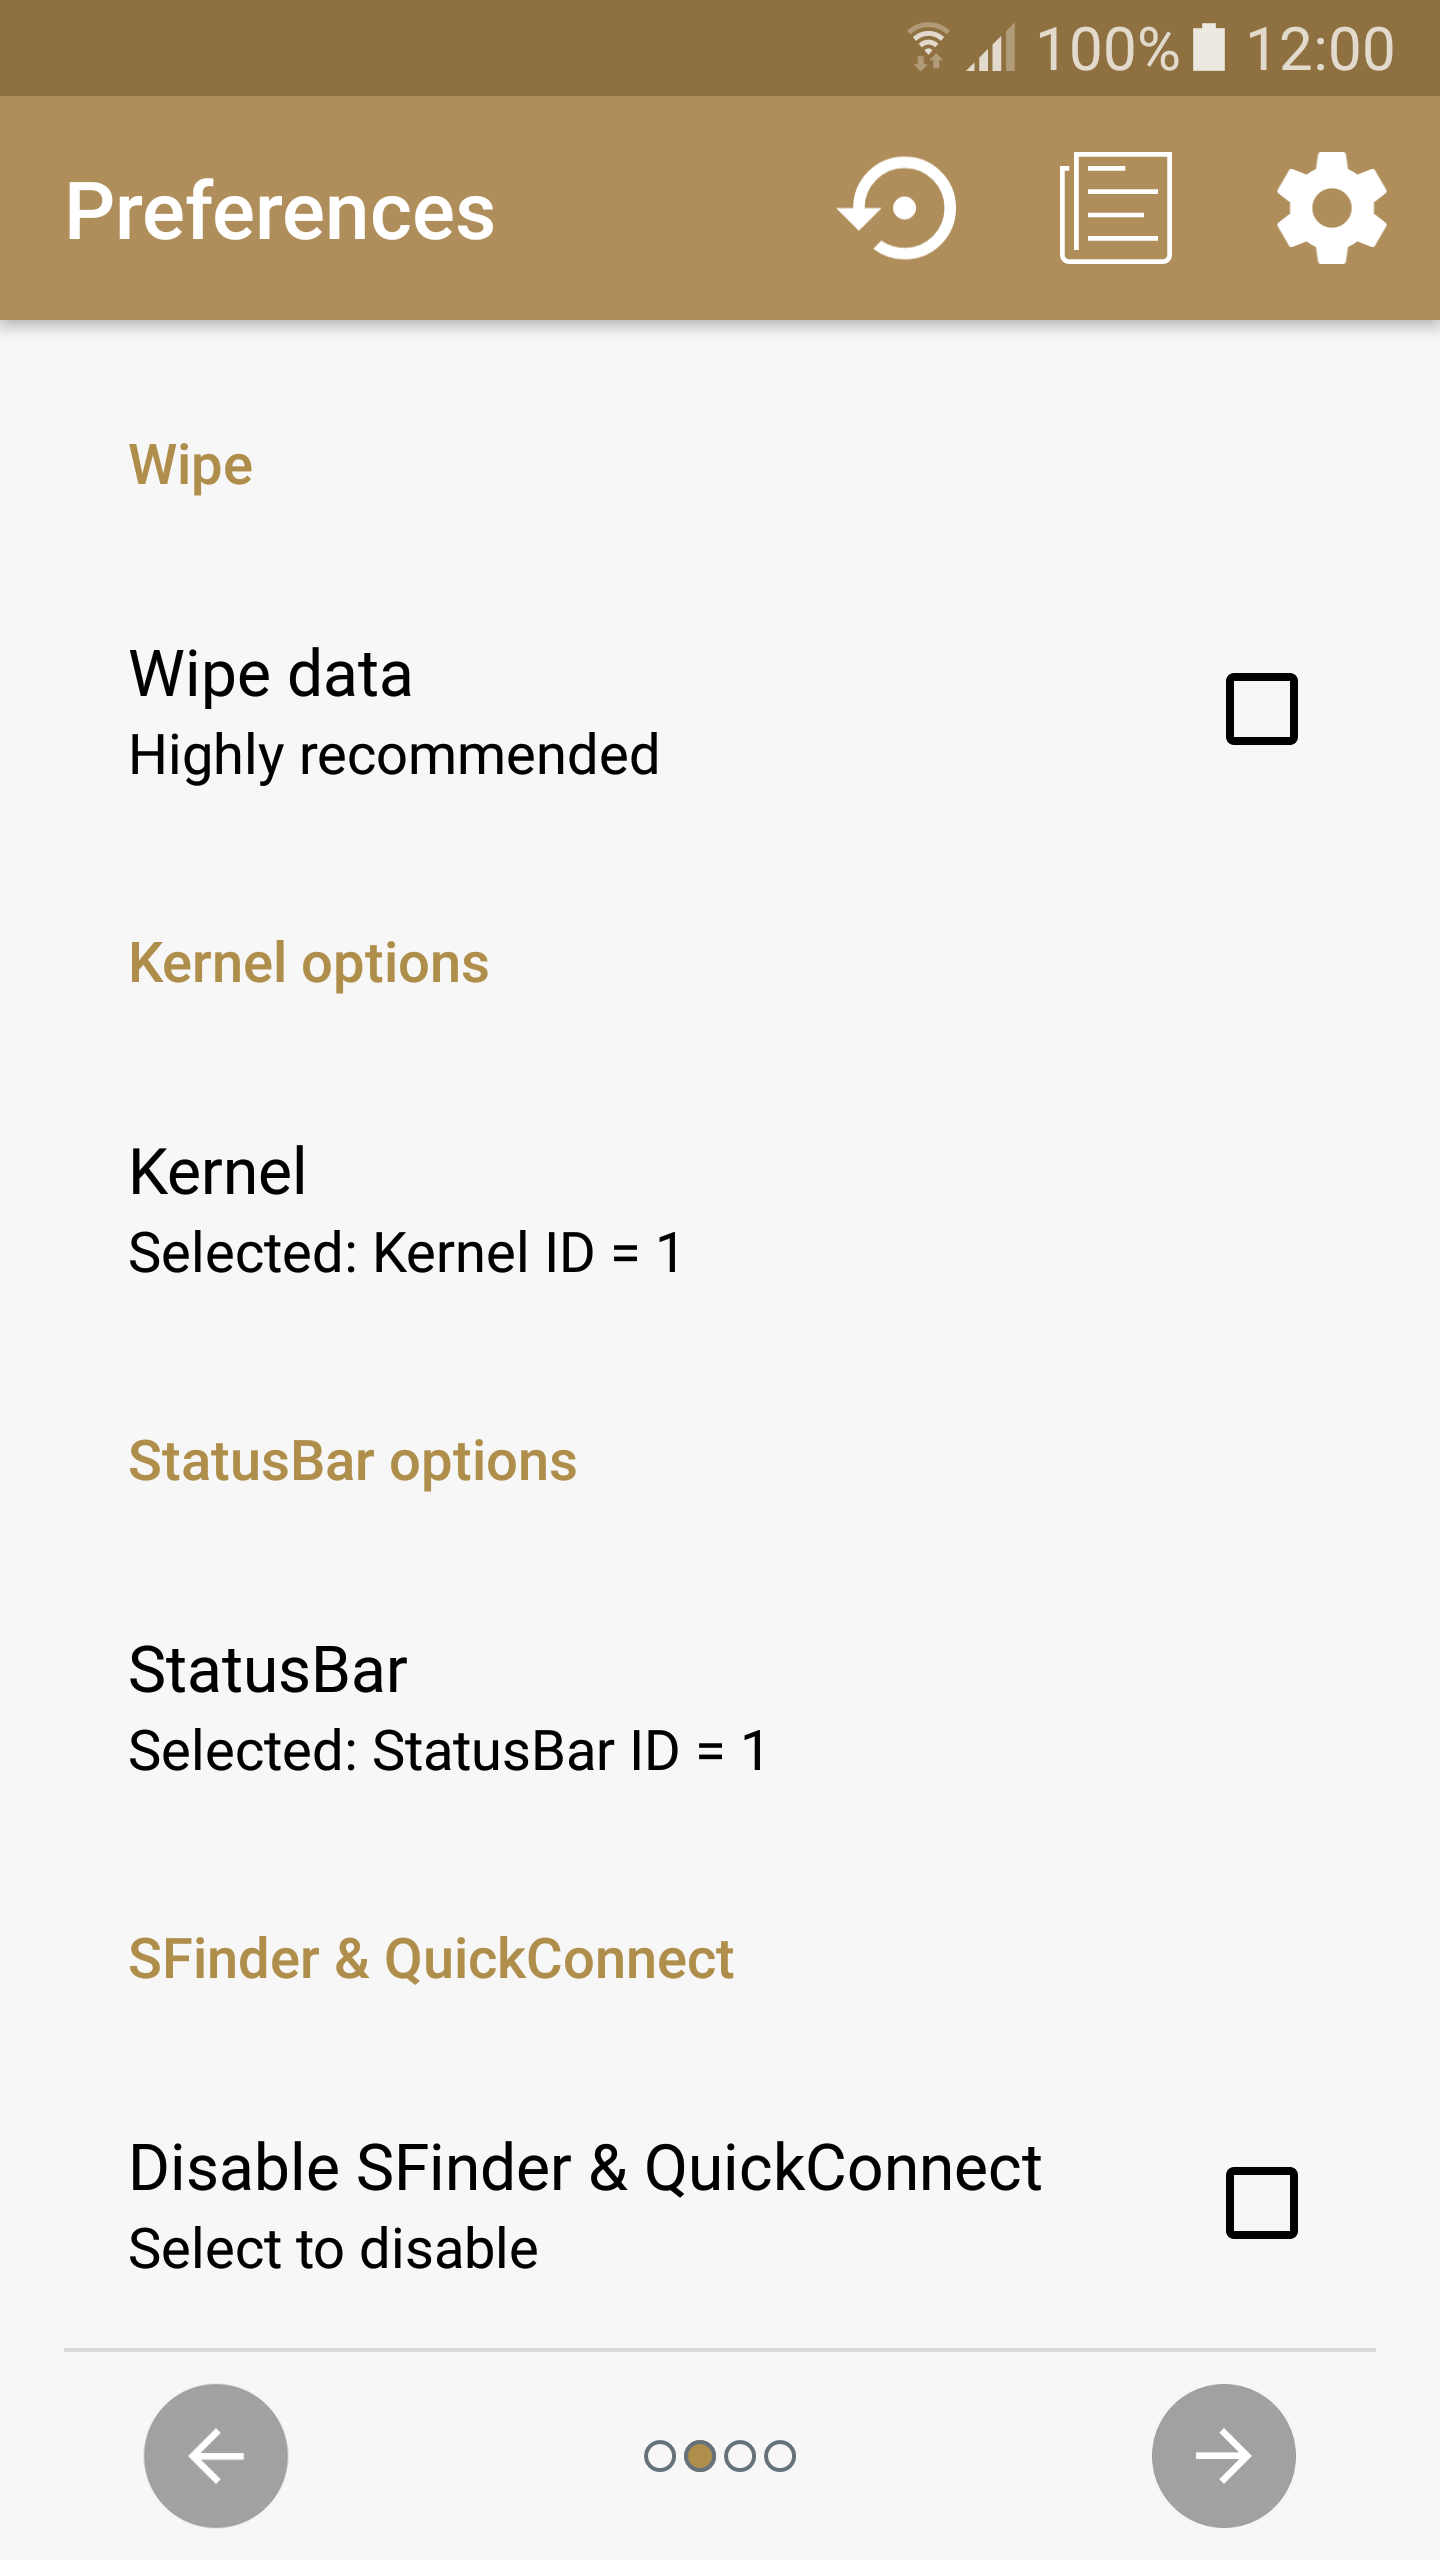 100% 12:00
Preferences
Wipe
Wipe data
Highly recommended
Kernel options
Kernel
Selected: Kernel ID = 1
StatusBar options
StatusBar
Selected: StatusBar ID = 1
SFinder & QuickConnect
Disable SFinder & QuickConnect
Select to disable